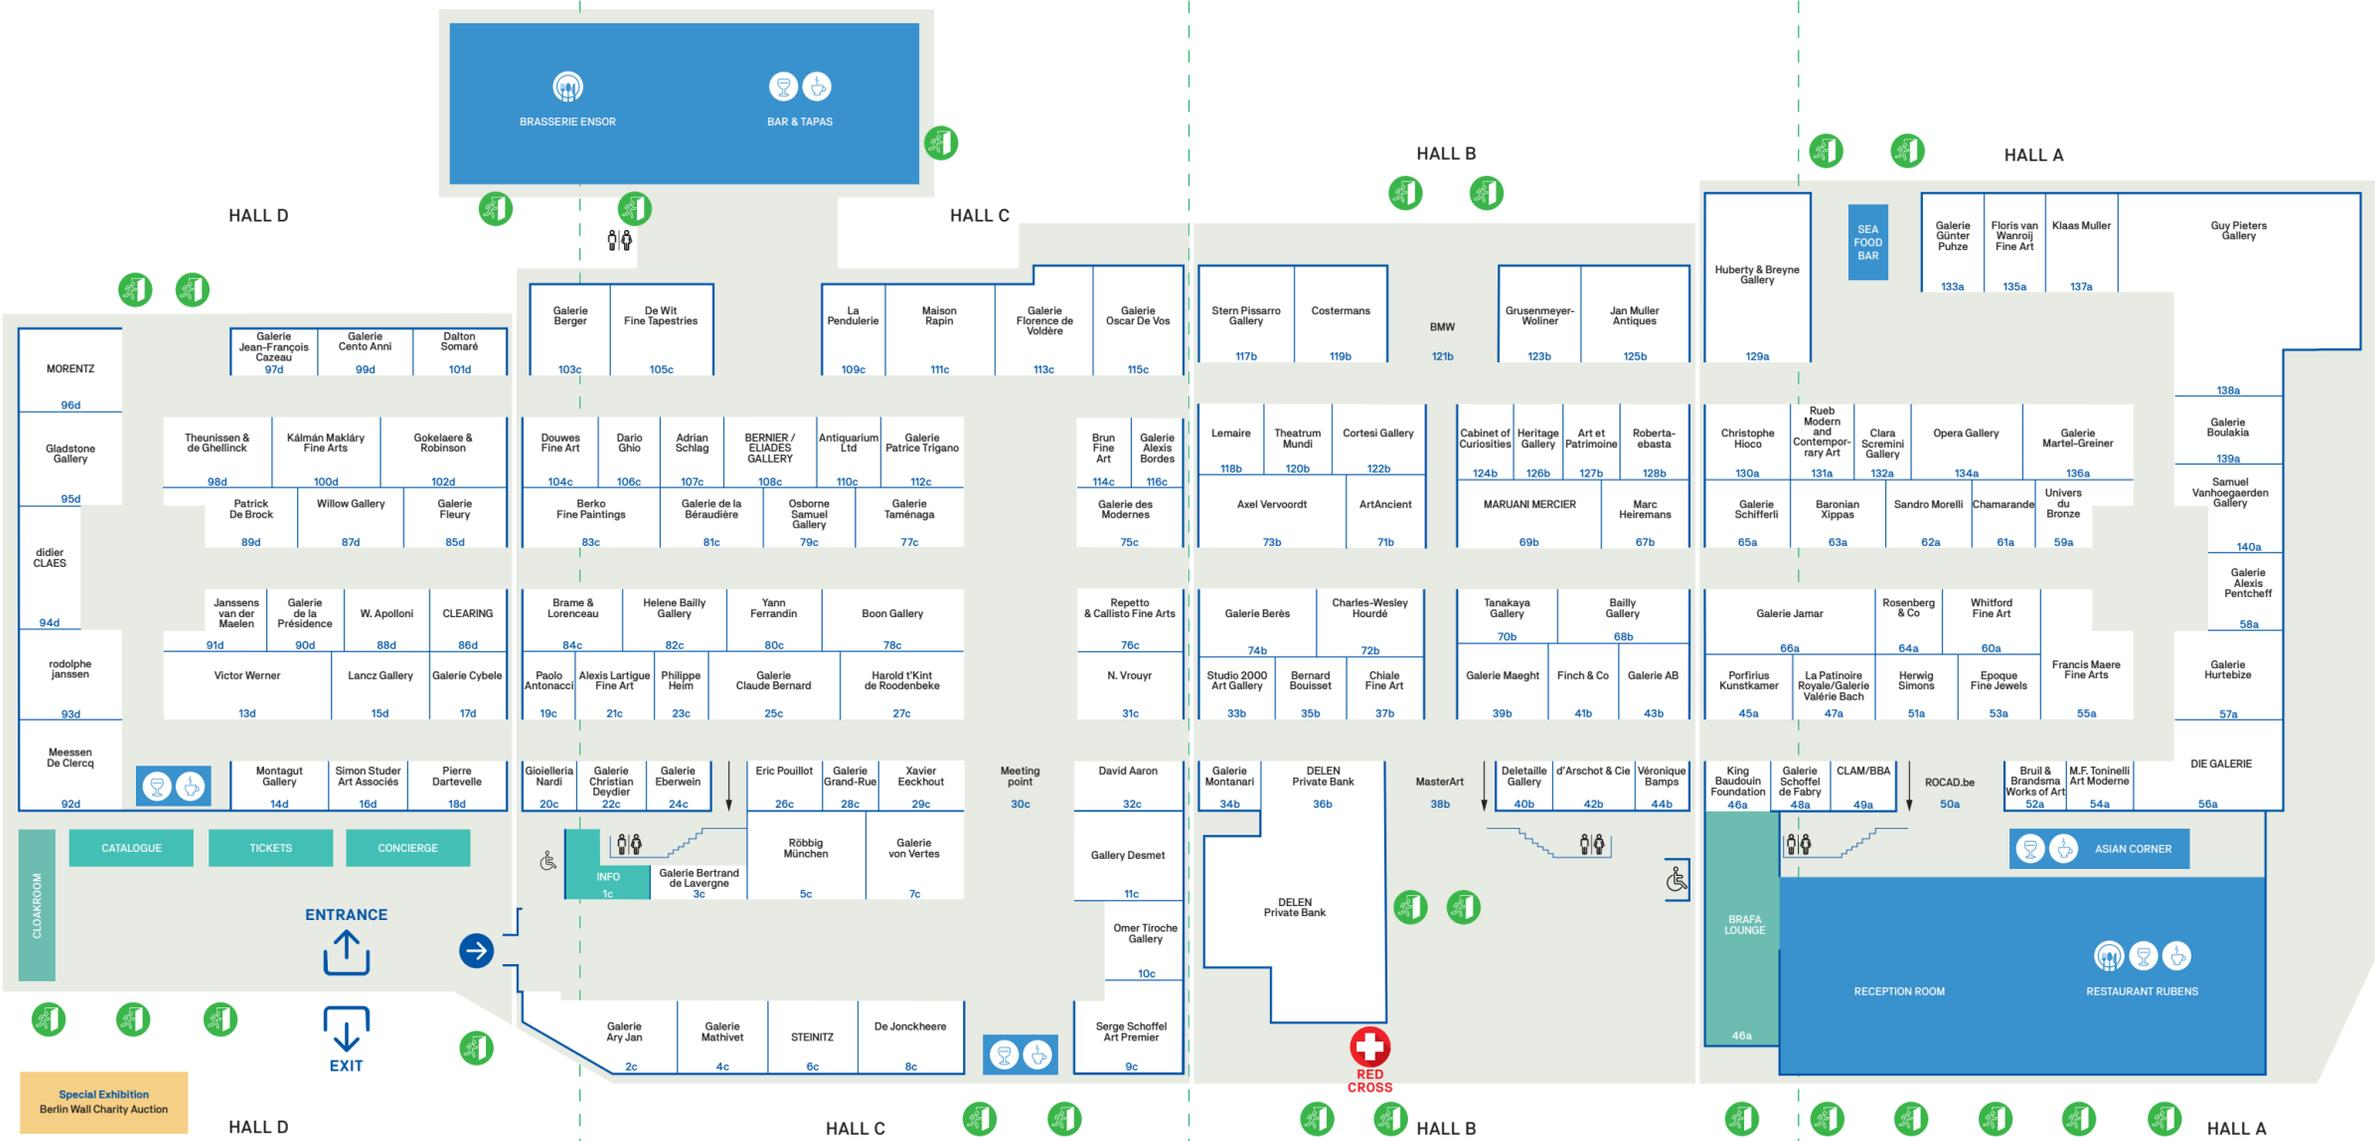 BRASSERIE ENSOR
BAR & TAPAS
HALL D
HALL C
HALL B
HALL A
SEA
FOOD
BAR
Galerie
Günter
Puhze
133a
Floris van
Wanroij
Fine Art
135a
Klaas Muller
137a
Guy Pieters
Gallery
138a
Huberty & Breyne
Gallery
129a
MORENTZ
96d
Galerie
Jean-François
Cazeau
97d
Galerie
Cento Anni
99d
Dalton
Somaré
101d
Galerie
Berger
103c
De Wit
Fine Tapestries
105c
La
Pendulerie
109c
Maison
Rapin
111c
Galerie
Florence de
Voldère
113c
Galerie
Oscar De Vos
115c
Stern Pissarro
Gallery
117b
Costermans
119b
BMW
121b
Grusenmeyer-
Woliner
123b
Jan Muller
Antiques
125b
Gladstone
Gallery
95d
Theunissen &
de Ghellinck
98d
Kálmán Makláry
Fine Arts
100d
Gokelaere &
Robinson
102d
Douwes
Fine Art
104c
Dario
Ghio
106c
Adrian
Schlag
107c
BERNIER /
ELIADES
GALLERY
108c
Antiquarium
Ltd
110c
Galerie
Patrice Trigano
112c
Brun
Fine
Art
114c
Galerie
Alexis
Bordes
116c
Lemaire
118b
Theatrum
Mundi
120b
Cortesi Gallery
122b
Cabinet of
Curiosities
124b
Heritage
Gallery
126b
Art et
Patrimoine
127b
Roberta-
ebasta
128b
Christophe
Hioco
130a
Rueb
Modern
and
Contempor-
rary Art
131a
Clara
Scremini
Gallery
132a
Opera Gallery
134a
Galerie
Martel-Greiner
136a
Galerie
Boulakia
139a
Patrick
De Brock
89d
Willow Gallery
87d
Galerie
Fleury
85d
Berko
Fine Paintings
83c
Galerie de la
Béraudière
81c
Osborne
Samuel
Gallery
79c
Galerie
Taménaga
77c
Galerie des
Modernes
75c
Axel Vervoordt
73b
ArtAncient
71b
MARUANI MERCIER
69b
Marc
Heiremans
67b
Galerie
Schifferli
65a
Baronian
Xippas
63a
Sandro Morelli
62a
Chamarande
61a
Univers
du
Bronze
59a
Samuel
Vanhoegaerden
Gallery
140a
didier
CLAES
94d
Janssens
van der
Maelen
91d
Galerie
de la
Présidence
90d
W. Apolloni
88d
CLEARING
86d
Brame &
Lorenceau
84c
Helene Bailly
Gallery
82c
Yann
Ferrandin
80c
Boon Gallery
78c
Repetto
& Callisto Fine Arts
76c
Galerie Berès
74b
Charles-Wesley
Hourdé
72b
Tanakaya
Gallery
70b
Bailly
Gallery
68b
Galerie Jamar
66a
Rosenberg
& Co
64a
Whitford
Fine Art
60a
Galerie
Alexis
Pentcheff
58a
rodolphe
janssen
93d
Victor Werner
13d
Lancz Gallery
15d
Galerie Cybele
17d
Paolo
Antonacci
19c
Alexis Lartigue
Fine Art
21c
Philippe
Heim
23c
Galerie
Claude Bernard
25c
Harold t'Kint
de Roodenbeke
27c
N. Vrouyr
31c
Studio 2000
Art Gallery
33b
Bernard
Bouisset
35b
Chiale
Fine Art
37b
Galerie Maeght
39b
Finch & Co
41b
Galerie AB
43b
Porfirius
Kunstkamer
45a
La Patinoire
Royale/Galerie
Valérie Bach
47a
Herwig
Simons
51a
Epoque
Fine Jewels
53a
Francis Maere
Fine Arts
55a
Galerie
Hurtebize
57a
Meessen
De Clercq
92d
Montagut
Gallery
14d
Simon Studer
Art Associés
16d
Pierre
Dartevelle
18d
Gioielleria
Nardi
20c
Galerie
Christian
Deydier
22c
Galerie
Eberwein
24c
Eric Pouillot
26c
Galerie
Grand-Rue
28c
Xavier
Eeckhout
29c
Meeting
point
30c
David Aaron
32c
Galerie
Montanari
34b
DELEN
Private Bank
36b
MasterArt
38b
Deletaille
Gallery
40b
d'Arschot & Cie
42b
Véronique
Bamps
44b
King
Baudouin
Foundation
46a
Galerie
Schoffel
de Fabry
48a
CLAM/BBA
49a
ROCAD.be
50a
Bruil &
Brandsma
Works of Art
52a
M.F. Toninelli
Art Moderne
54a
DIE GALERIE
56a
CLOAKROOM
CATALOGUE
TICKETS
CONCIERGE
INFO
1c
Galerie Bertrand
de Lavergne
3c
Röbbig
München
5c
Galerie
von Vertes
7c
Gallery Desmet
11c
DELEN
Private Bank
ASIAN CORNER
BRAFA
LOUNGE
46a
RECEPTION ROOM
RESTAURANT RUBENS
ENTRANCE
EXIT
Omer Tiroche
Gallery
10c
Galerie
Ary Jan
2c
Galerie
Mathivet
4c
STEINITZ
6c
De Jonckheere
8c
Serge Schoffel
Art Premier
9c
RED
CROSS
Special Exhibition
Berlin Wall Charity Auction
HALL D
HALL C
HALL B
HALL A